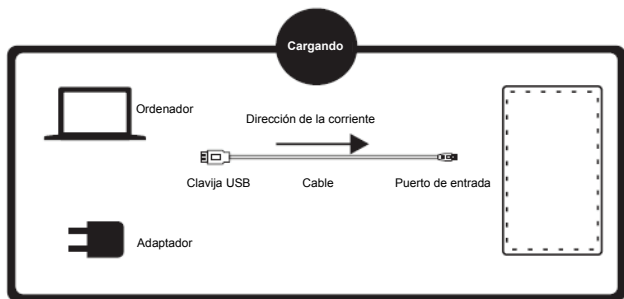 Cargando
Ordenador
Dirección de la corriente
Clavija USB
Cable
Puerto de entrada
Adaptador